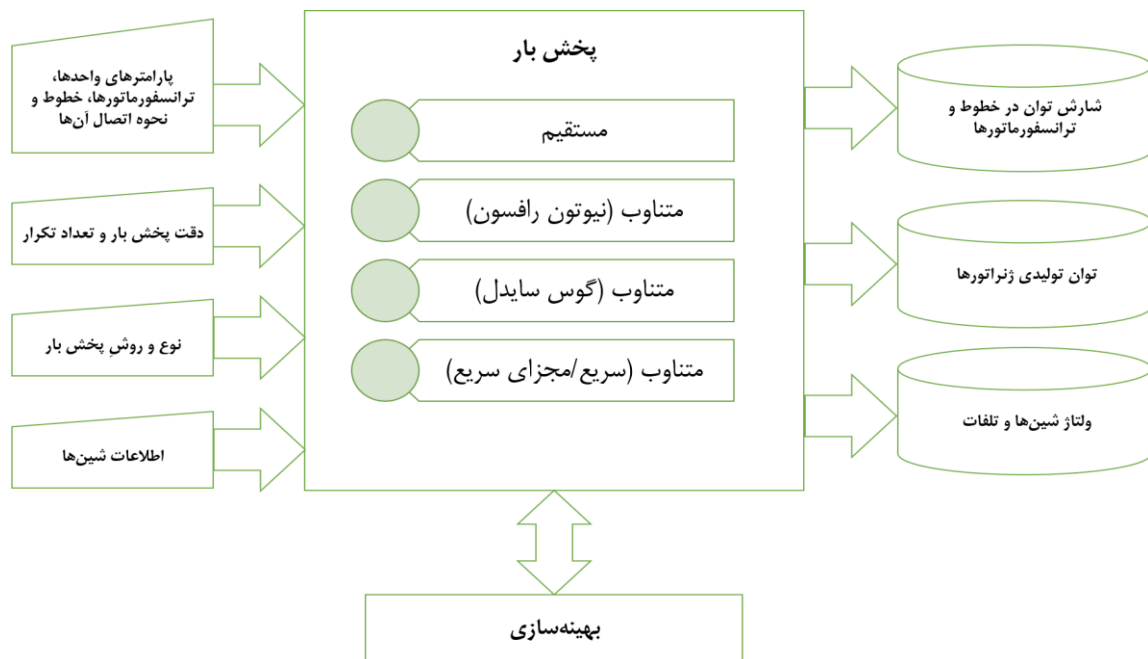 پخش بار
پارامترهای واحدها،
ترانسفورماتورها، خطوط و
نحوه اتصال آن‌ها
دقت پخش بار و تعداد تکرار
نوع و روشِ پخش بار
اطلاعات شین‌ها
مستقیم
متناوب (نیوتون رافسون)
متناوب (گوس سایدل)
متناوب (سریع/مجزای سریع)
شارش توان در خطوط و
ترانسفورماتورها
توان تولیدی ژنراتورها
ولتاژ شین‌ها و تلفات
بهینه‌سازی